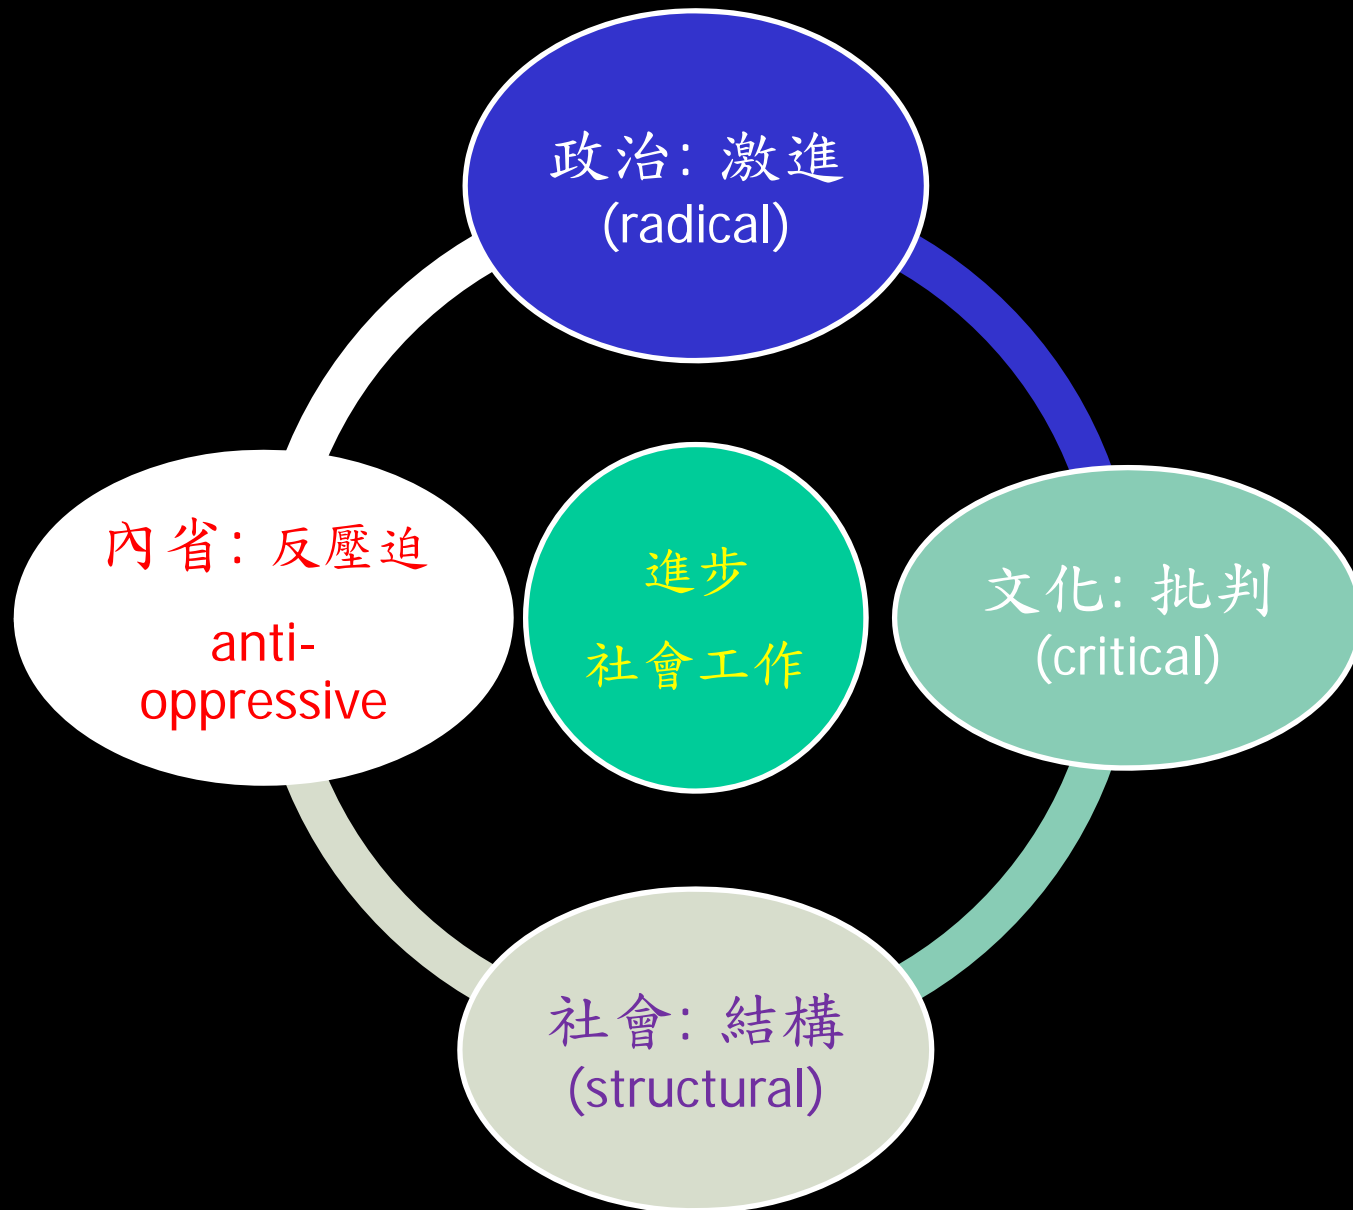 政治: 激進
(radical)
內省: 反壓迫
anti-
oppressive
進步
社會工作
文化: 批判
(critical)
社會: 結構
(structural)